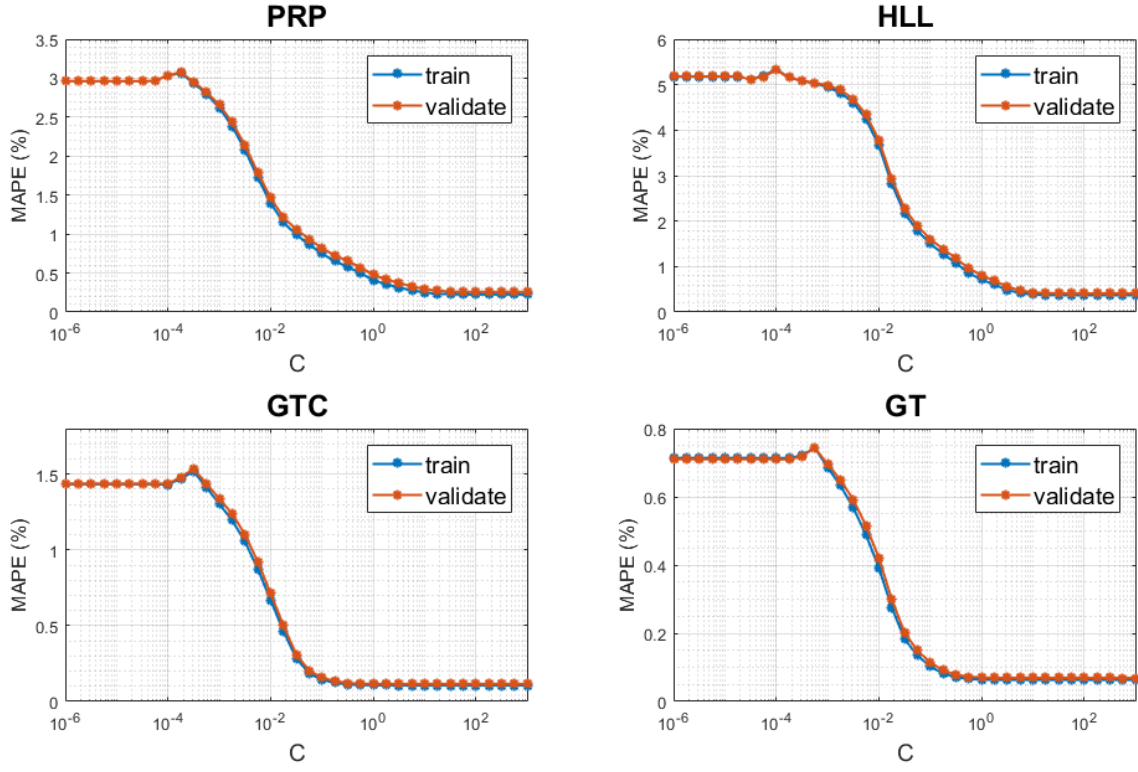 PRP
3.5
3
2.5
2
1.5
1
0.5
0
MAPE (%)
10^-6
10^-4
10^-2
10^0
10^2
C
train
validate
HLL
6
5
4
3
2
1
0
MAPE (%)
10^-6
10^-4
10^-2
10^0
10^2
C
train
validate
GTC
1.5
1
0.5
0
MAPE (%)
10^-6
10^-4
10^-2
10^0
10^2
C
train
validate
GT
0.8
0.6
0.4
0.2
0
MAPE (%)
10^-6
10^-4
10^-2
10^0
10^2
C
train
validate